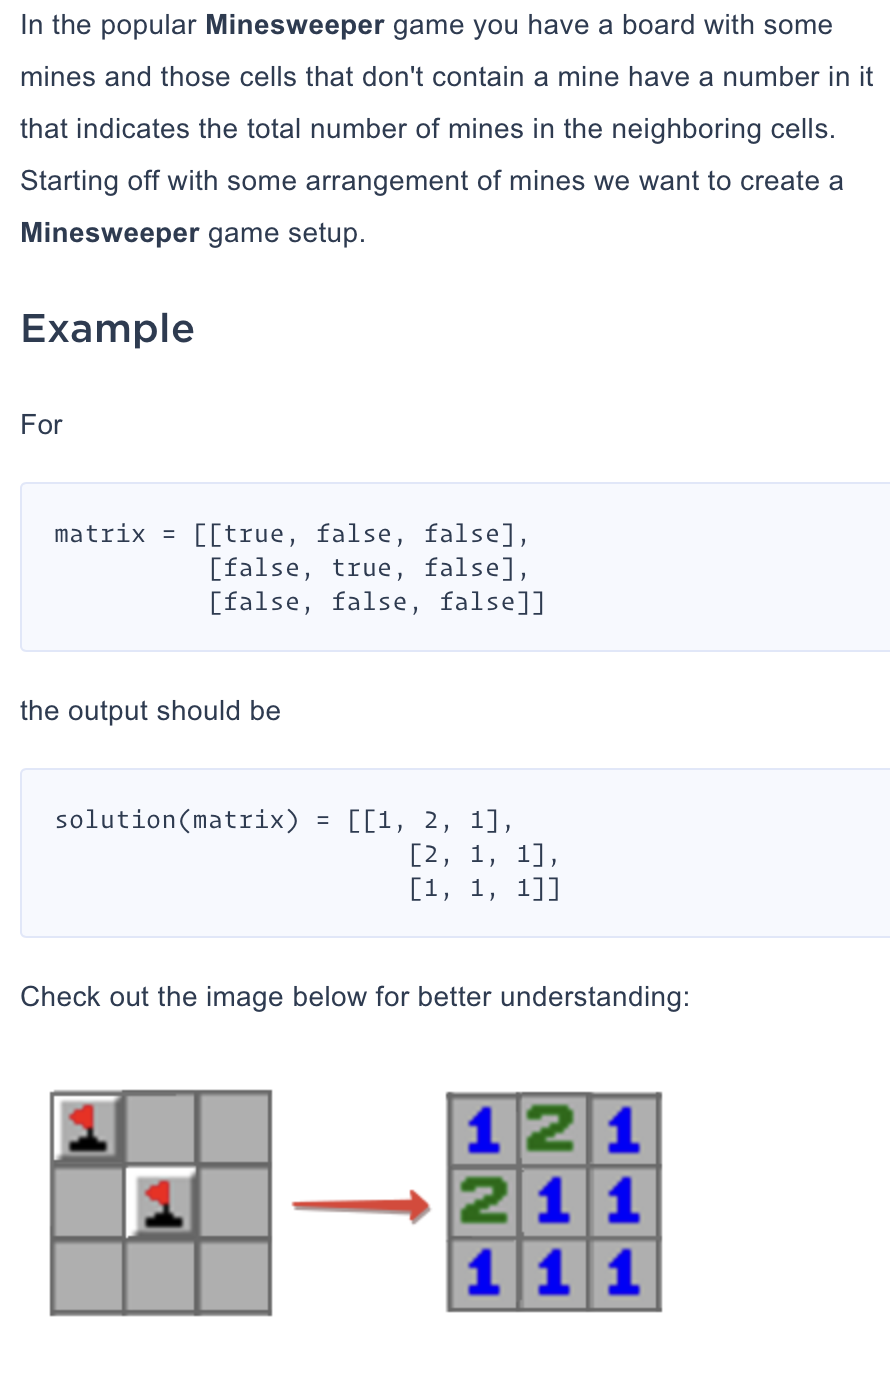 In the popular Minesweeper game you have a board with some
mines and those cells that don't contain a mine have a number in it
that indicates the total number of mines in the neighboring cells.
Starting off with some arrangement of mines we want to create a
Minesweeper game setup.
Example
For
matrix = [[true, false, false],
[false, true, false],
[false, false, false]]
the output should be
solution(matrix) = [[1, 2, 1],
[2, 1, 1],
[1, 1, 1]]
Check out the image below for better understanding:
1 2 1
2 1 1
1 1 1